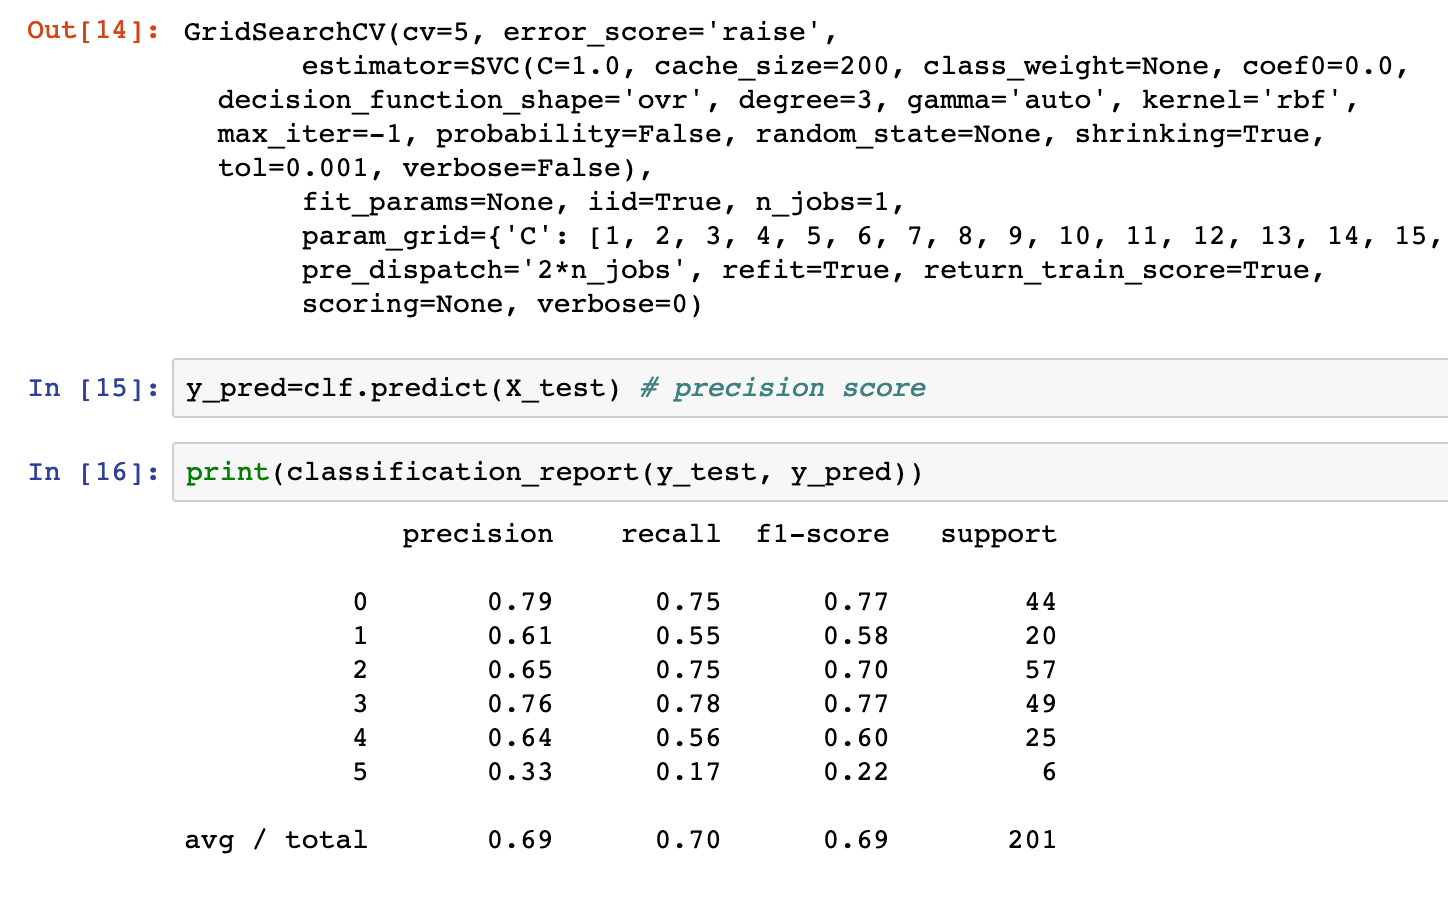 Out[14]: GridSearchCV(cv=5, error_score='raise',
estimator=SVC(C=1.0, cache_size=200, class_weight=None, coef0=0.0,
decision_function_shape='ovr', degree=3, gamma='auto', kernel='rbf',
max_iter=-1, probability=False, random_state=None, shrinking=True,
tol=0.001, verbose=False),
fit_params=None, iid=True, n_jobs=1,
param_grid={'C': [1, 2, 3, 4, 5, 6, 7, 8, 9, 10, 11, 12, 13, 14, 15,
pre_dispatch='2*n_jobs', refit=True, return_train_score=True,
scoring=None, verbose=0)
In [15]: y_pred=clf.predict(X_test) # precision score
In [16]: print(classification_report(y_test, y_pred))
precision recall f1-score support
0 0.79 0.75 0.77 44
1 0.61 0.55 0.58 20
2 0.65 0.75 0.70 57
3 0.76 0.78 0.77 49
4 0.64 0.56 0.60 25
5 0.33 0.17 0.22 6
avg / total 0.69 0.70 0.69 201